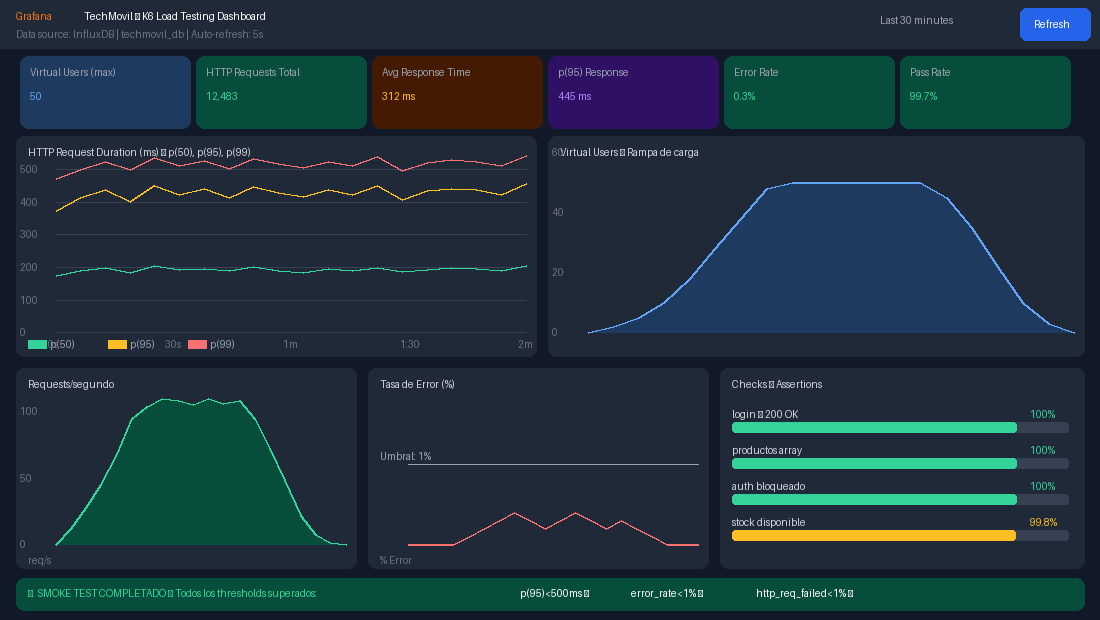 Grafana TechMovil K6 Load Testing Dashboard
Data source: InfluxDB | techmovil_db | Auto-refresh: 5s
Last 30 minutes
Refresh
Virtual Users (max)
50
HTTP Requests Total
12,483
Avg Response Time
312 ms
p(95) Response
445 ms
Error Rate
0.3%
Pass Rate
99.7%
HTTP Request Duration (ms) p(50), p(95), p(99)
500
400
300
200
100
0
p(50) p(95) 30s p(99) 1m 1:30 2m
60 Virtual Users Rampa de carga
40
20
0
Requests/segundo
100
50
0
req/s
Tasa de Error (%)
Umbral: 1%
% Error
Checks Assertions
login 200 OK 100%
productos array 100%
auth bloqueado 100%
stock disponible 99.8%
SMOKE TEST COMPLETADO Todos los thresholds superados: p(95)<500ms error_rate<1% http_req_failed<1%